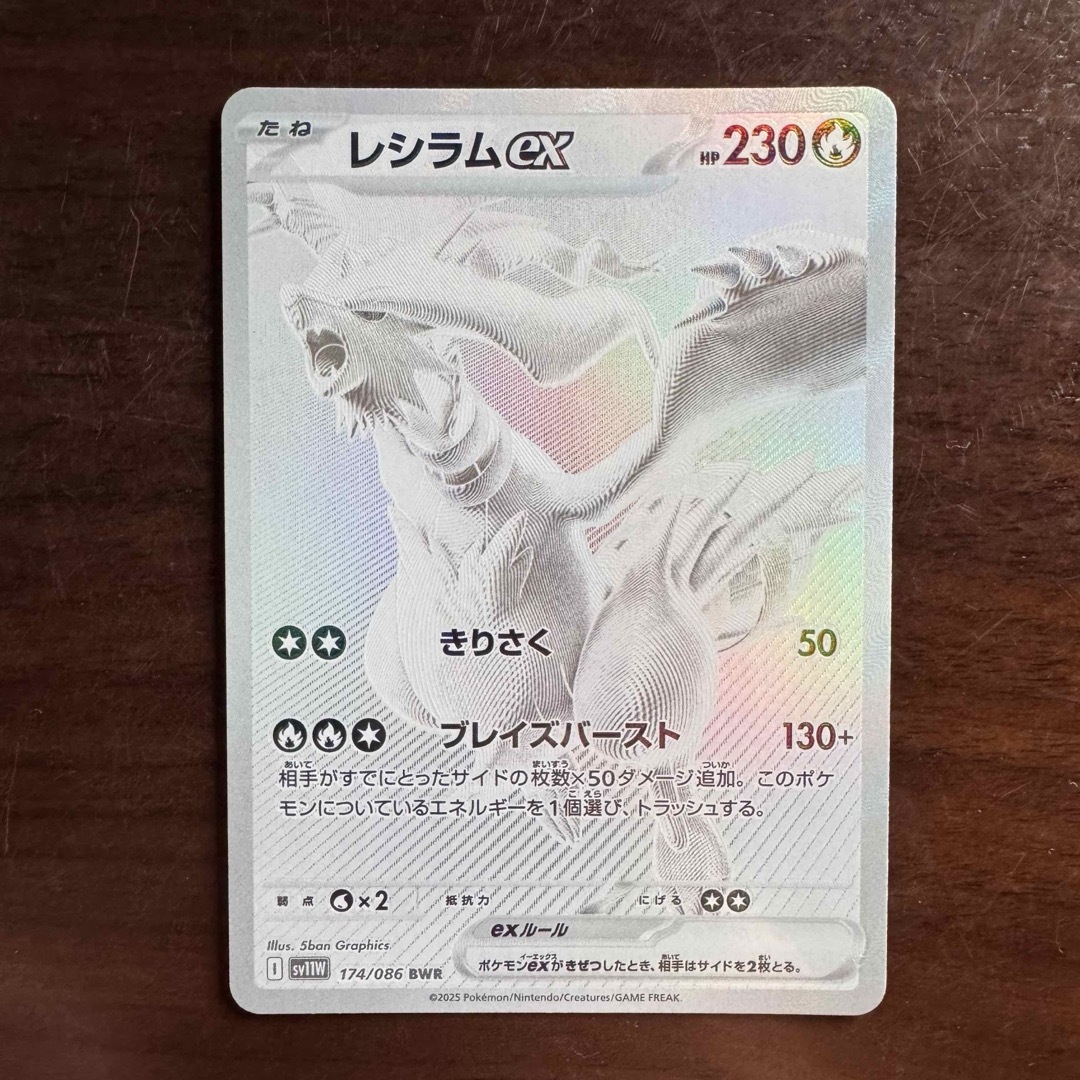 たね
レシラムex
HP 230
きりさく 50
ブレイズバースト 130+
相手がすでにとったサイドの枚数×50ダメージ追加。このポケ
モンについているエネルギーを1個選び、トラッシュする。
弱点 ×2 抵抗力 にげる
exルール
ポケモンexがきぜつしたとき、相手はサイドを2枚とる。
Illus. 5ban Graphics
I sv11W 174/086 BWR
©2025 Pokémon/Nintendo/Creatures/GAME FREAK.